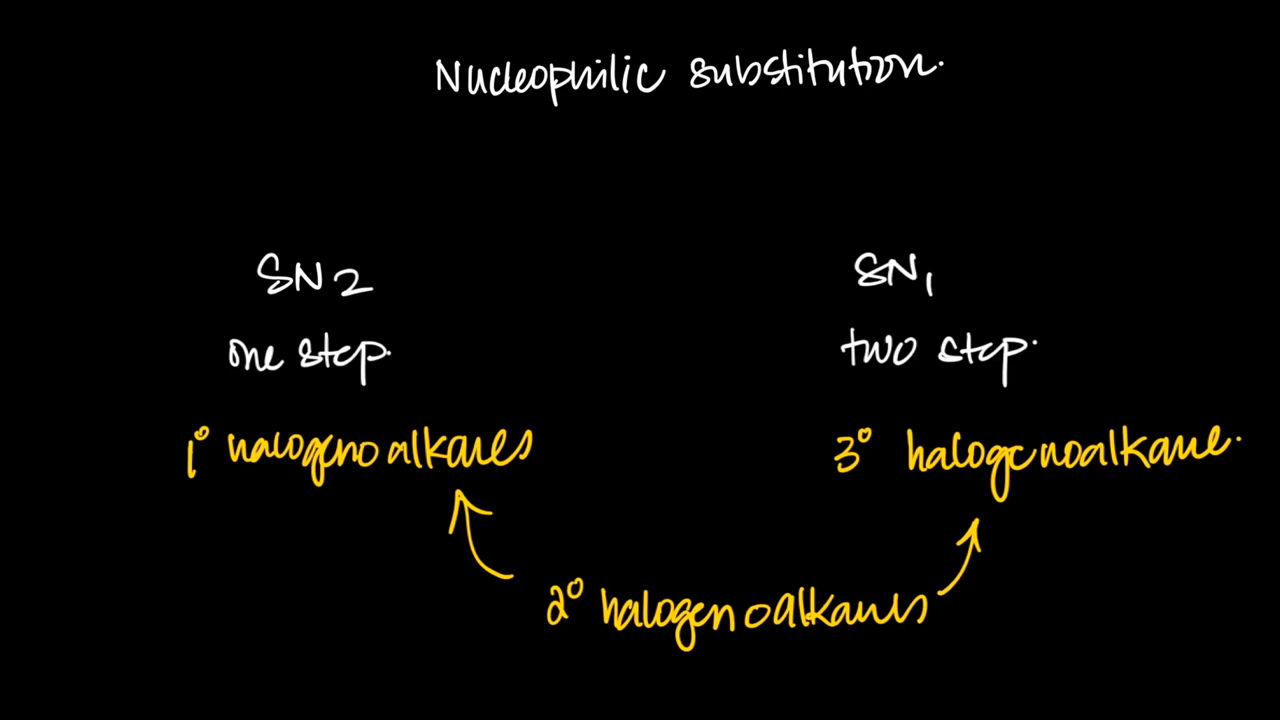 Nucleophilic substitution.
SN2
one step.
1° halogenoalkanes
SN1
two step.
3° halogenoalkane.
2° halogenoalkanes